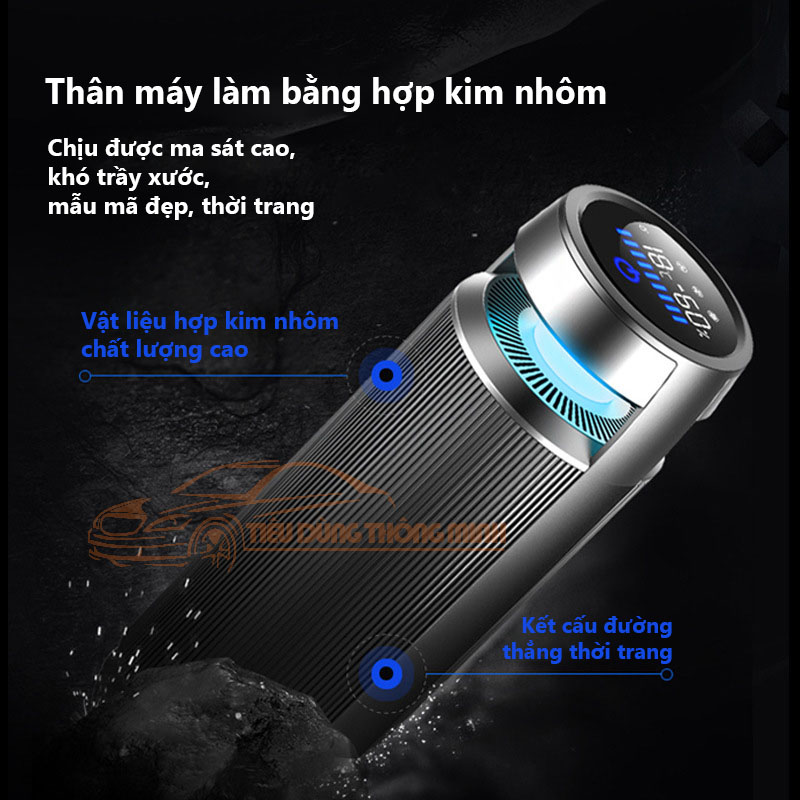 Thân máy làm bằng hợp kim nhôm
Chịu được ma sát cao,
khó trầy xước,
mẫu mã đẹp, thời trang
18℃
60%
Vật liệu hợp kim nhôm
chất lượng cao
TIÊU DÙNG THÔNG MINH
Kết cấu đường
thẳng thời trang